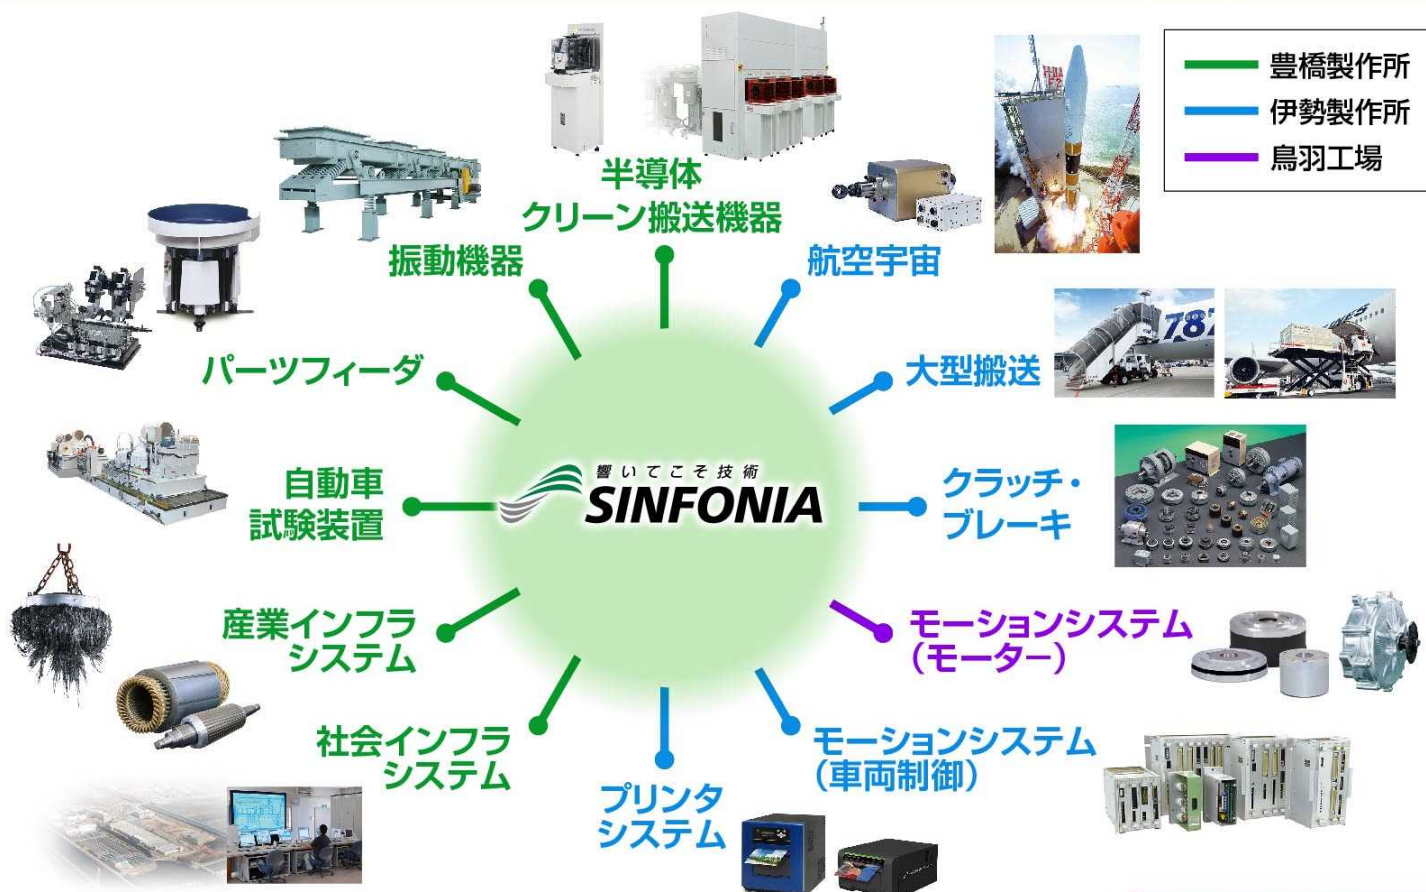 豊橋製作所
伊勢製作所
鳥羽工場
半導体
クリーン搬送機器
航空宇宙
大型搬送
787
クラッチ・
ブレーキ
モーションシステム
（モーター）
モーションシステム
（車両制御）
プリンタ
システム
社会インフラ
システム
産業インフラ
システム
自動車
試験装置
パーツフィーダ
振動機器
響いてこそ技術
SINFONIA